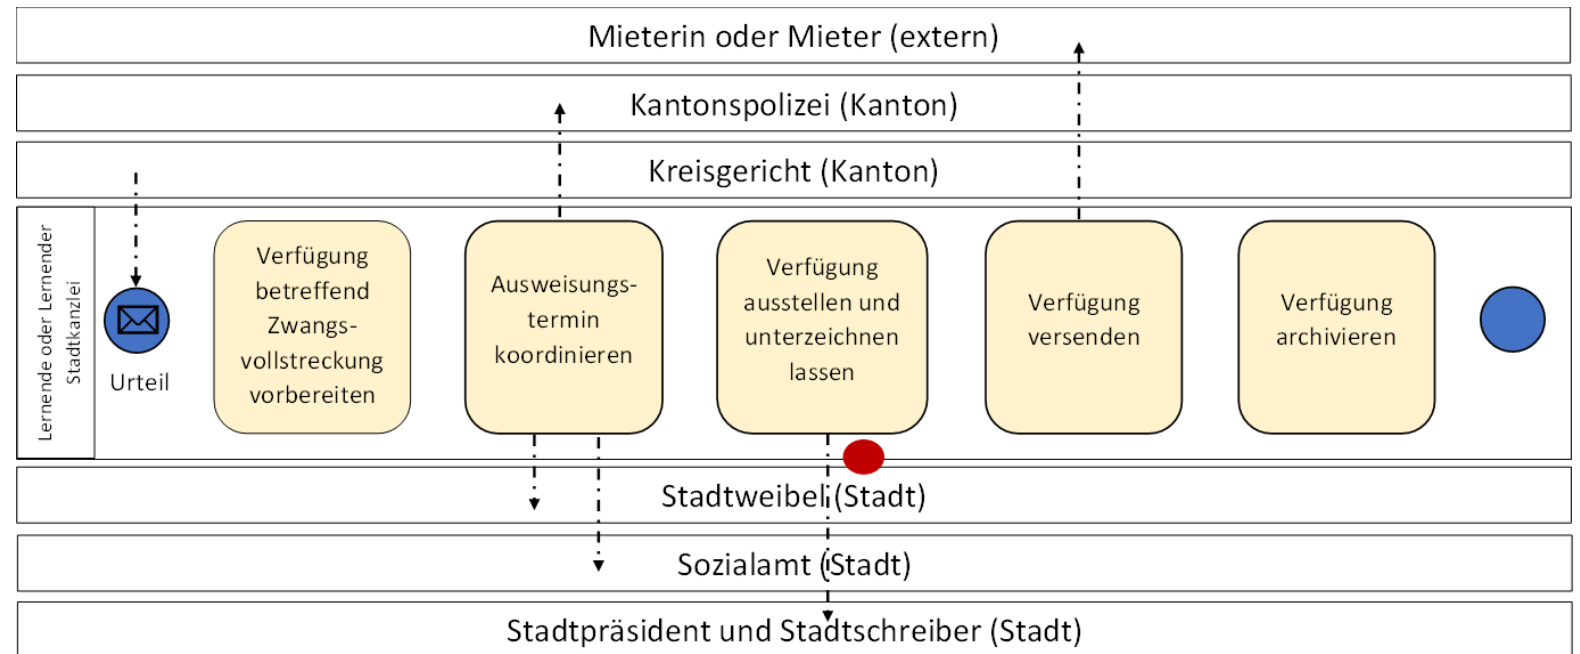 Mieterin oder Mieter (extern)
Kantonspolizei (Kanton)
Kreisgericht (Kanton)
Lernende oder Lernender
Stadtkanzlei
Urteil
Verfügung
betreffend
Zwangs-
vollstreckung
vorbereiten
Ausweisungs-
termin
koordinieren
Verfügung
ausstellen und
unterzeichnen
lassen
Verfügung
versenden
Verfügung
archivieren
Stadtweibel (Stadt)
Sozialamt (Stadt)
Stadtpräsident und Stadtschreiber (Stadt)